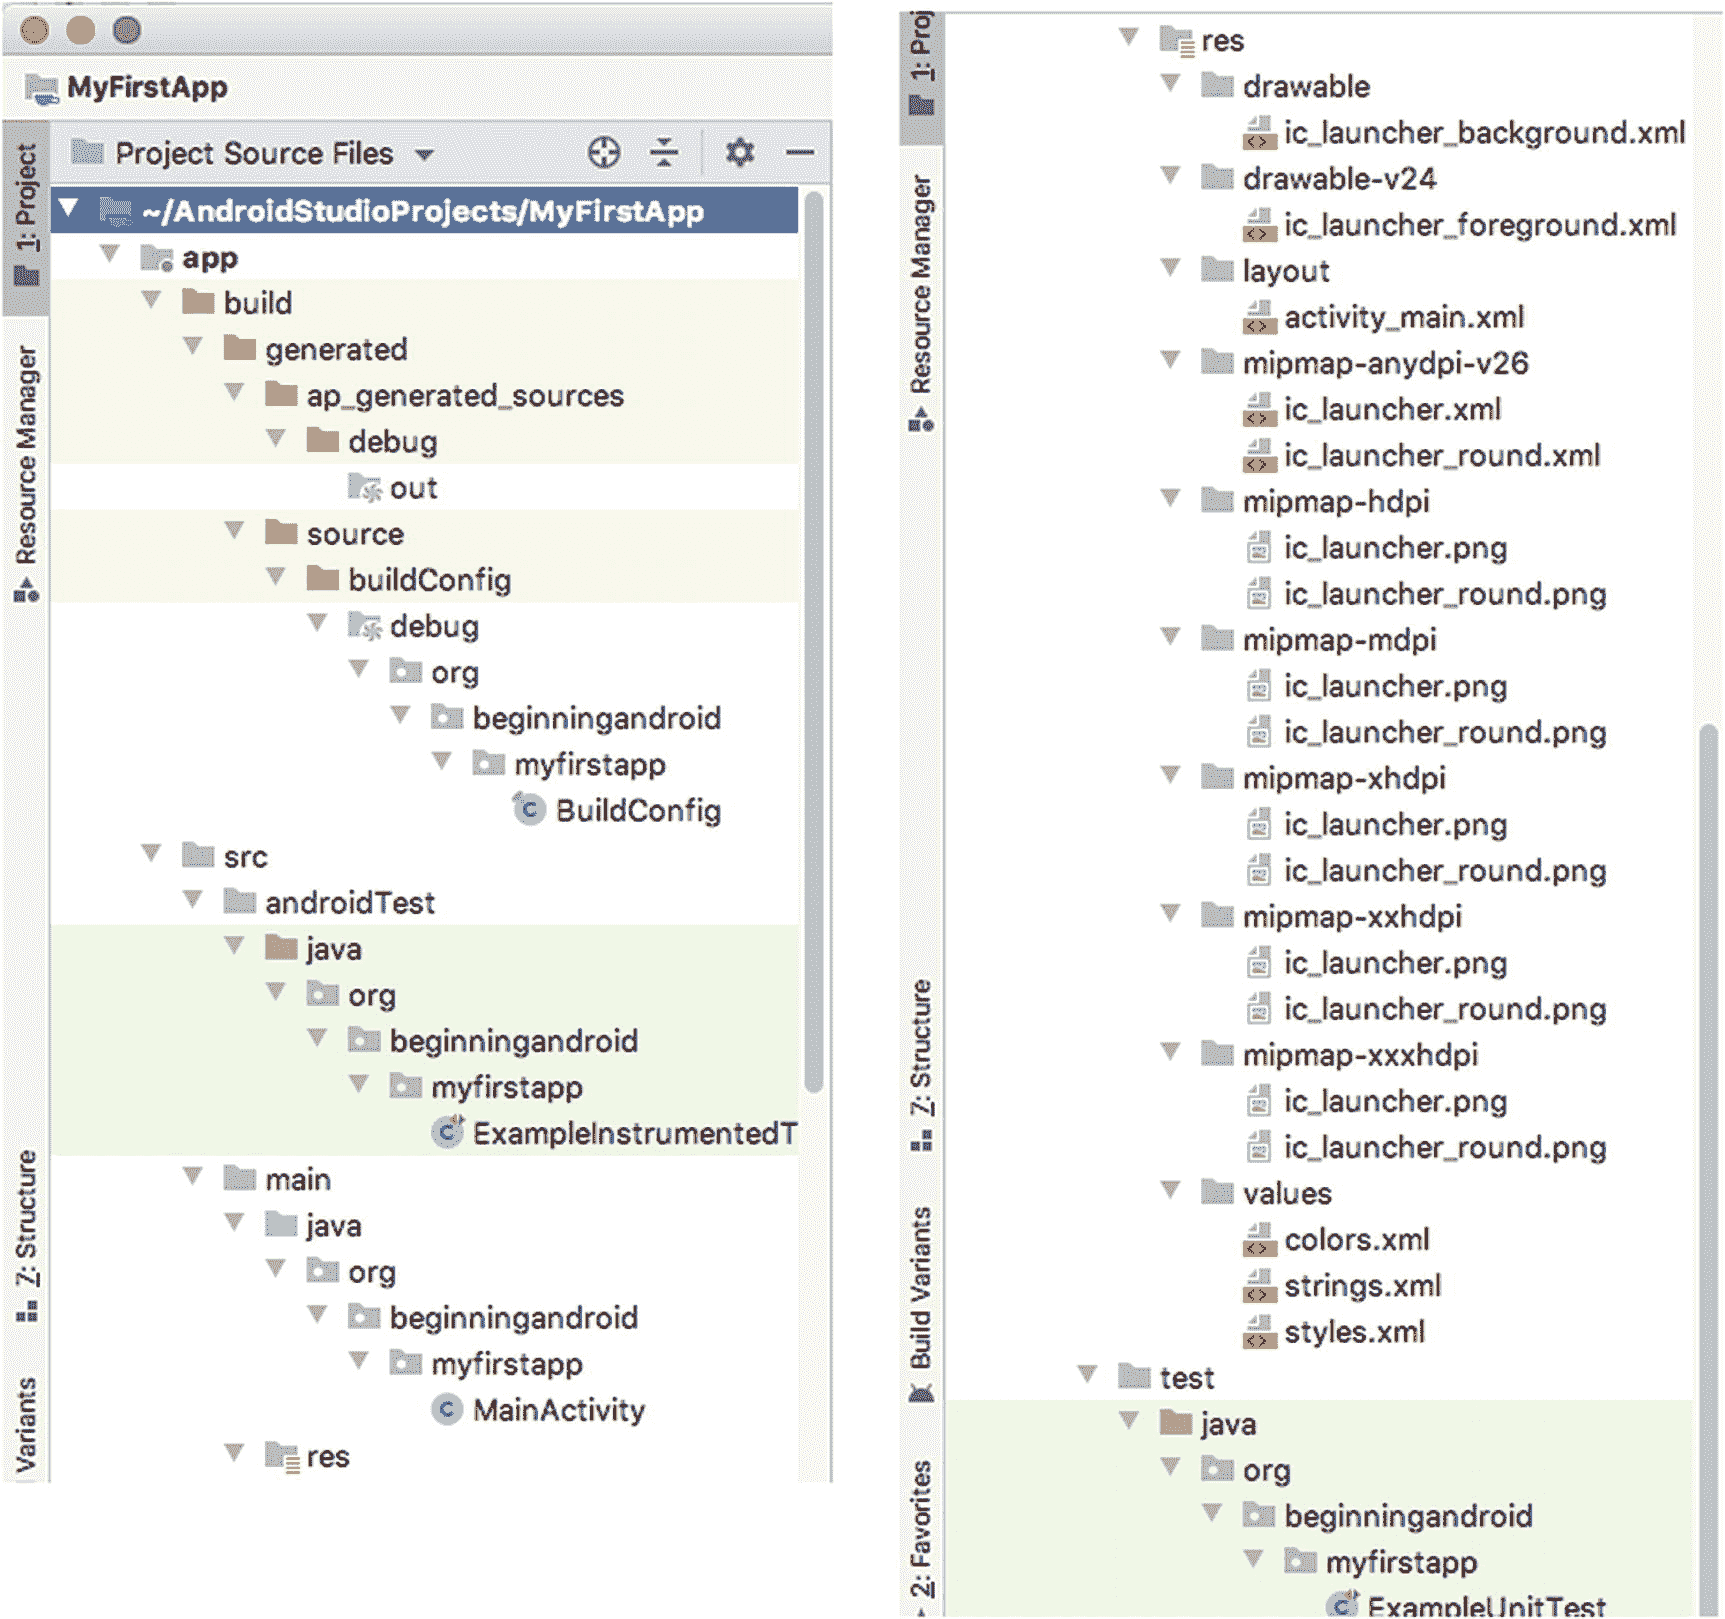 MyFirstApp
Project Source Files
~/AndroidStudioProjects/MyFirstApp
app
build
generated
ap_generated_sources
debug
out
source
buildConfig
debug
org
beginningandroid
myfirstapp
BuildConfig
src
androidTest
java
org
beginningandroid
myfirstapp
ExampleInstrumentedT
main
java
org
beginningandroid
myfirstapp
MainActivity
res
1: Project
Resource Manager
7: Structure
Variants
res
drawable
ic_launcher_background.xml
drawable-v24
ic_launcher_foreground.xml
layout
activity_main.xml
mipmap-anydpi-v26
ic_launcher.xml
ic_launcher_round.xml
mipmap-hdpi
ic_launcher.png
ic_launcher_round.png
mipmap-mdpi
ic_launcher.png
ic_launcher_round.png
mipmap-xhdpi
ic_launcher.png
ic_launcher_round.png
mipmap-xxhdpi
ic_launcher.png
ic_launcher_round.png
mipmap-xxxhdpi
ic_launcher.png
ic_launcher_round.png
values
colors.xml
strings.xml
styles.xml
test
java
org
beginningandroid
myfirstapp
ExampleUnitTest
1: Proj
Resource Manager
7: Structure
Build Variants
2: Favorites